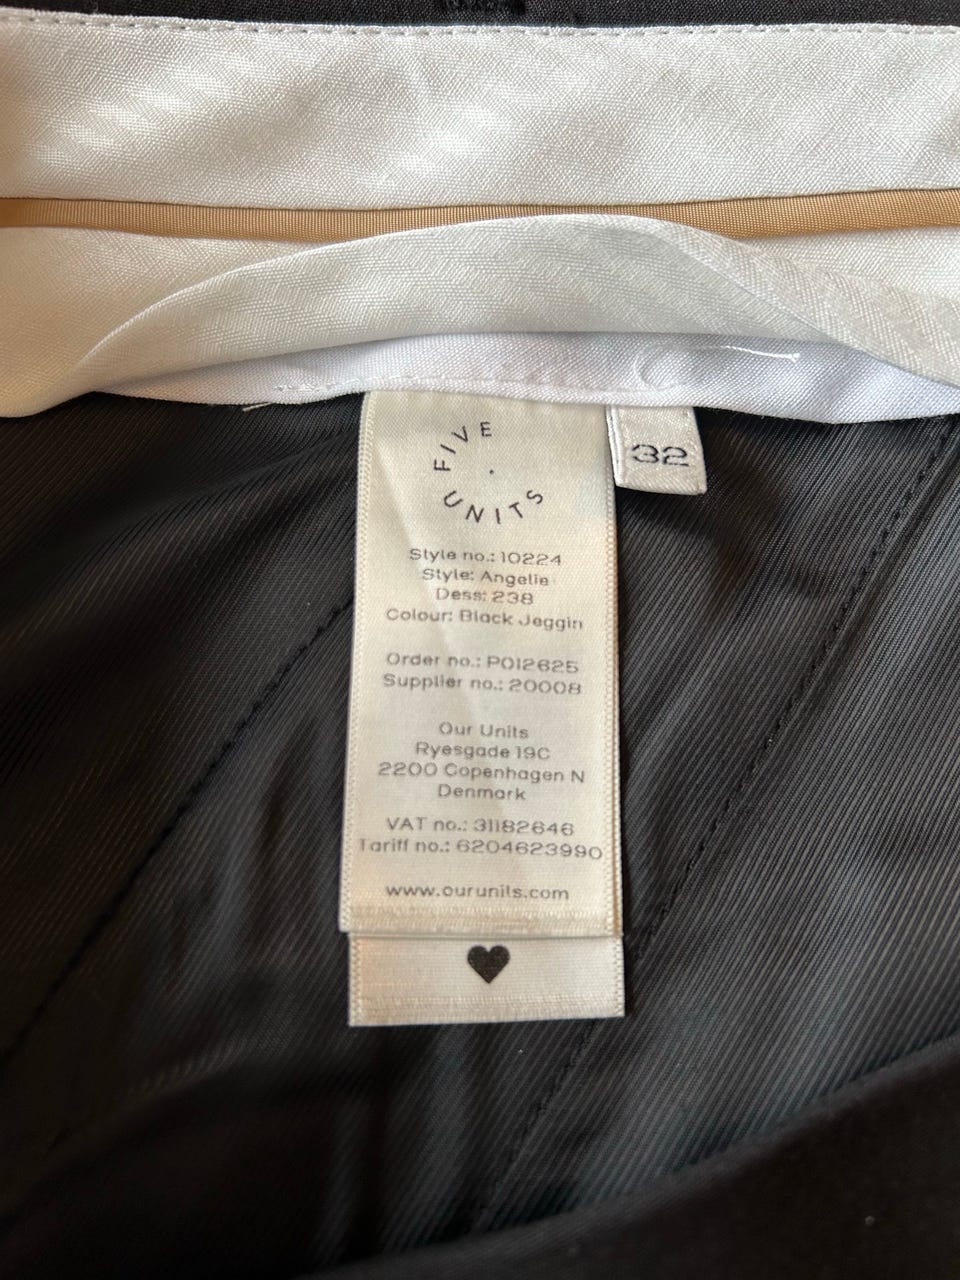 FIVE
UNITS
32
Style no.: 10224
Style: Angelie
Dess: 238
Colour: Black Jeggin
Order no.: PO12625
Supplier no.: 20008
Our Units
Ryesgade 19C
2200 Copenhagen N
Denmark
VAT no.: 31182646
Tariff no.: 6204623990
www.ourunits.com